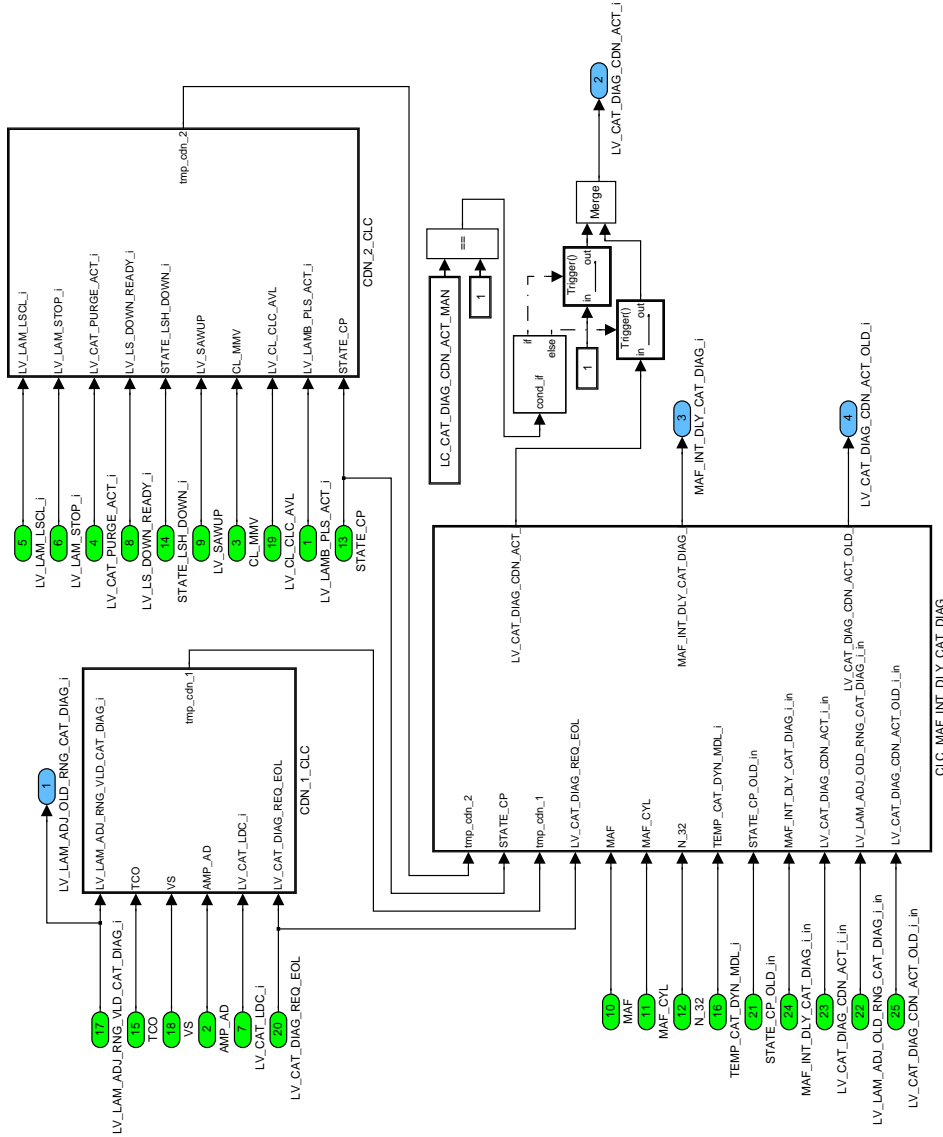 1
LV_LAM_ADJ_OLD_RNG_CAT_DIAG_i
17
LV_LAM_ADJ_RNG_VLD_CAT_DIAG_i
15
TCO
18
VS
2
AMP_AD
7
LV_CAT_LDC_i
20
LV_CAT_DIAG_REQ_EOL
LV_LAM_ADJ_RNG_VLD_CAT_DIAG_i
TCO
VS
AMP_AD
LV_CAT_LDC_i
LV_CAT_DIAG_REQ_EOL
tmp_cdn_1
CDN_1_CLC
5
LV_LAM_LSCL_i
6
LV_LAM_STOP_i
4
LV_CAT_PURGE_ACT_i
8
LV_LS_DOWN_READY_i
14
STATE_LSH_DOWN_i
9
LV_SAWUP
3
CL_MMV
19
LV_CL_CLC_AVL
1
LV_LAMB_PLS_ACT_i
13
STATE_CP
LV_LAM_LSCL_i
LV_LAM_STOP_i
LV_CAT_PURGE_ACT_i
LV_LS_DOWN_READY_i
STATE_LSH_DOWN_i
LV_SAWUP
CL_MMV
LV_CL_CLC_AVL
LV_LAMB_PLS_ACT_i
STATE_CP
tmp_cdn_2
CDN_2_CLC
10
MAF
11
MAF_CYL
12
N_32
16
TEMP_CAT_DYN_MDL_i
21
STATE_CP_OLD_in
24
MAF_INT_DLY_CAT_DIAG_i_in
23
LV_CAT_DIAG_CDN_ACT_i_in
22
LV_LAM_ADJ_OLD_RNG_CAT_DIAG_i_in
25
LV_CAT_DIAG_CDN_ACT_OLD_i_in
tmp_cdn_2
STATE_CP
tmp_cdn_1
LV_CAT_DIAG_REQ_EOL
MAF
MAF_CYL
N_32
TEMP_CAT_DYN_MDL_i
STATE_CP_OLD_in
MAF_INT_DLY_CAT_DIAG_i_in
LV_CAT_DIAG_CDN_ACT_i_in
LV_LAM_ADJ_OLD_RNG_CAT_DIAG_i_in
LV_CAT_DIAG_CDN_ACT_OLD_i_in
LV_CAT_DIAG_CDN_ACT_
MAF_INT_DLY_CAT_DIAG_
LV_CAT_DIAG_CDN_ACT_OLD_
CLC_MAF_INT_DLY_CAT_DIAG
LC_CAT_DIAG_CDN_ACT_MAN
1
==
cond_if
if
else
1
Trigger()
in
out
Trigger()
in
out
Merge
2
LV_CAT_DIAG_CDN_ACT_i
3
MAF_INT_DLY_CAT_DIAG_i
4
LV_CAT_DIAG_CDN_ACT_OLD_i